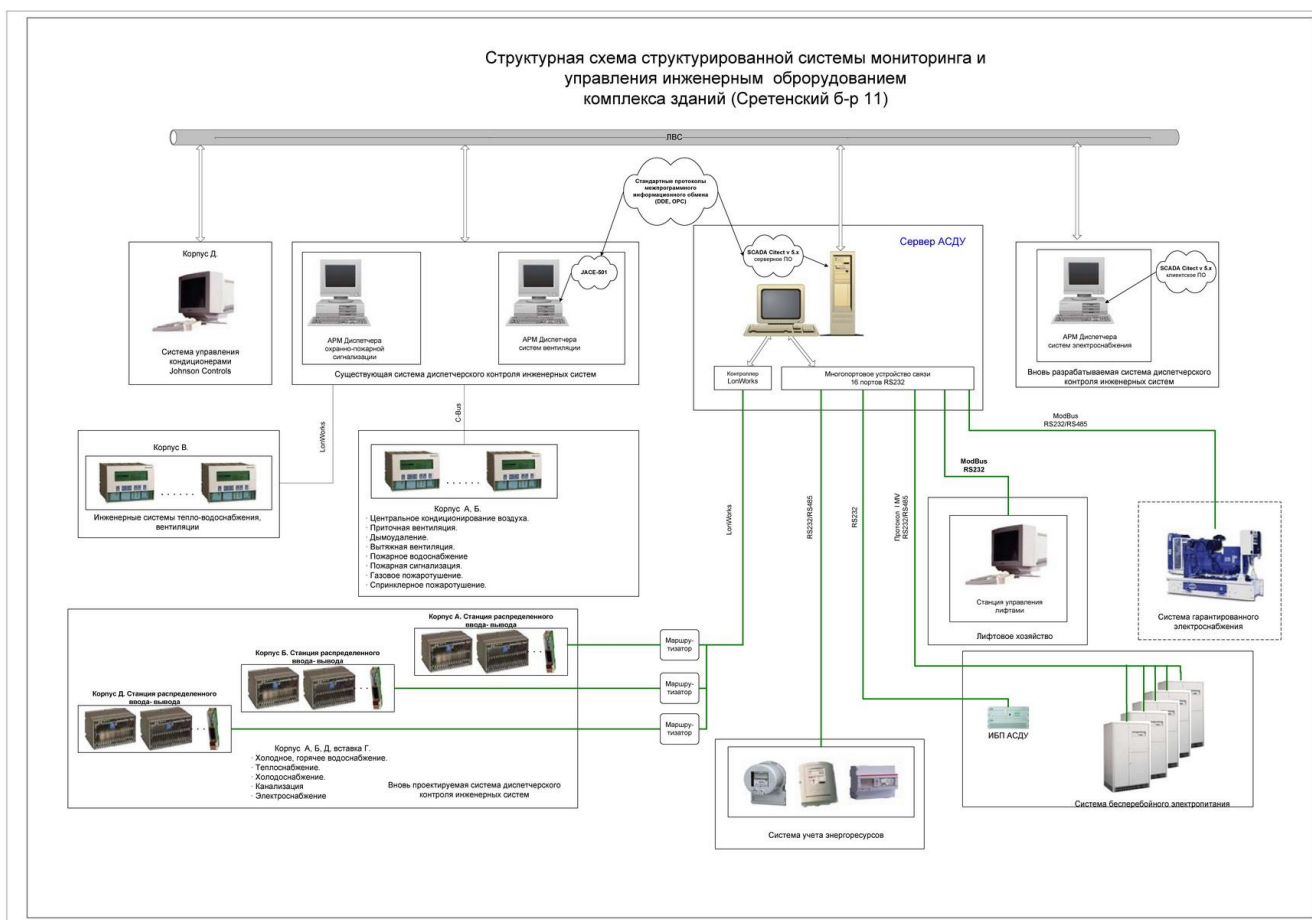 Структурная схема структурированной системы мониторинга и
управления инженерным оброрудованием
комплекса зданий (Сретенский б-р 11)
ЛВС
Стандартные протоколы
межпрограмного
информационного обмена
(DDE, OPC)
Корпус Д.
Система управления
кондиционерами
Johnson Controls
JACE-501
АРМ Диспетчера
охранно-пожарной
сигнализации
АРМ Диспетчера
систем вентиляции
Существующая система диспетчерского контроля инженерных систем
Сервер АСДУ
SCADA Citect v 5.x
серверное ПО
Контроллер
LonWorks
Многопортовое устройство связи
16 портов RS232
SCADA Citect v 5.x
клиентское ПО
АРМ Диспетчера
систем электроснабжения
Вновь разрабатываемая система диспетчерского
контроля инженерных систем
LonWorks
C-Bus
Корпус В.
. . . . . .
Инженерные системы тепло-водоснабжения,
вентиляции
. . . . . .
Корпус А, Б.
· Центральное кондиционирование воздуха.
· Приточная вентиляция.
· Дымоудаление.
· Вытяжная вентиляция.
· Пожарное водоснабжение
· Пожарная сигнализация.
· Газовое пожаротушение.
· Спринклерное пожаротушение.
LonWorks
RS232/RS485
RS232
Протокол I MV
RS232/RS485
ModBus
RS232
ModBus
RS232/RS485
Станция управления
лифтами
Лифтовое хозяйство
Система гарантированного
электроснабжения
Корпус А. Станция распределенного
ввода- вывода
Корпус Б. Станция распределенного
ввода- вывода
Корпус Д. Станция распределенного
ввода- вывода
Маршру-
тизатор
Маршру-
тизатор
Маршру-
тизатор
Корпус А, Б, Д, вставка Г.
· Холодное, горячее водоснабжение.
· Теплоснабжение.
· Холодоснабжение.
· Канализация
· Электроснабжение
Вновь проектируемая система диспетчерского
контроля инженерных систем
Система учета энергоресурсов
ИБП АСДУ
Система бесперебойного электропитания